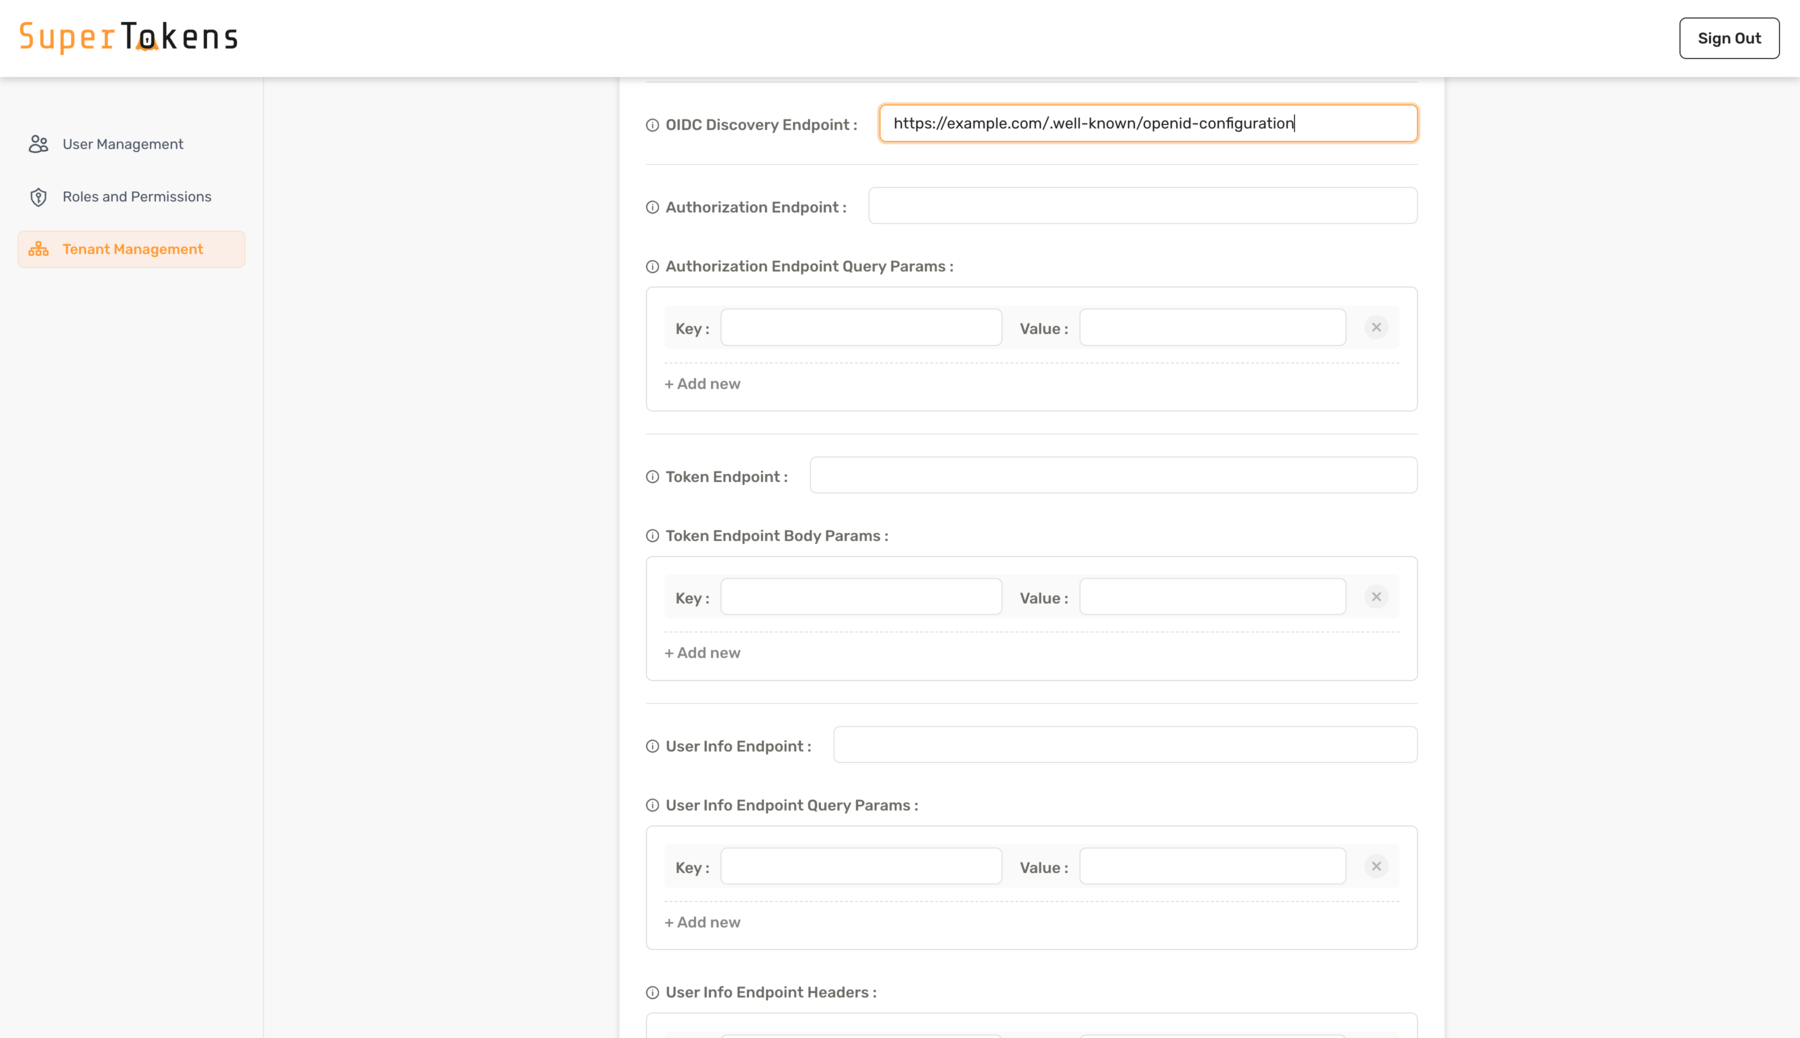 SuperTokens
Sign Out
User Management
Roles and Permissions
Tenant Management
OIDC Discovery Endpoint : https://example.com/.well-known/openid-configuration
Authorization Endpoint :
Authorization Endpoint Query Params :
Key : Value :
+ Add new
Token Endpoint :
Token Endpoint Body Params :
Key : Value :
+ Add new
User Info Endpoint :
User Info Endpoint Query Params :
Key : Value :
+ Add new
User Info Endpoint Headers :